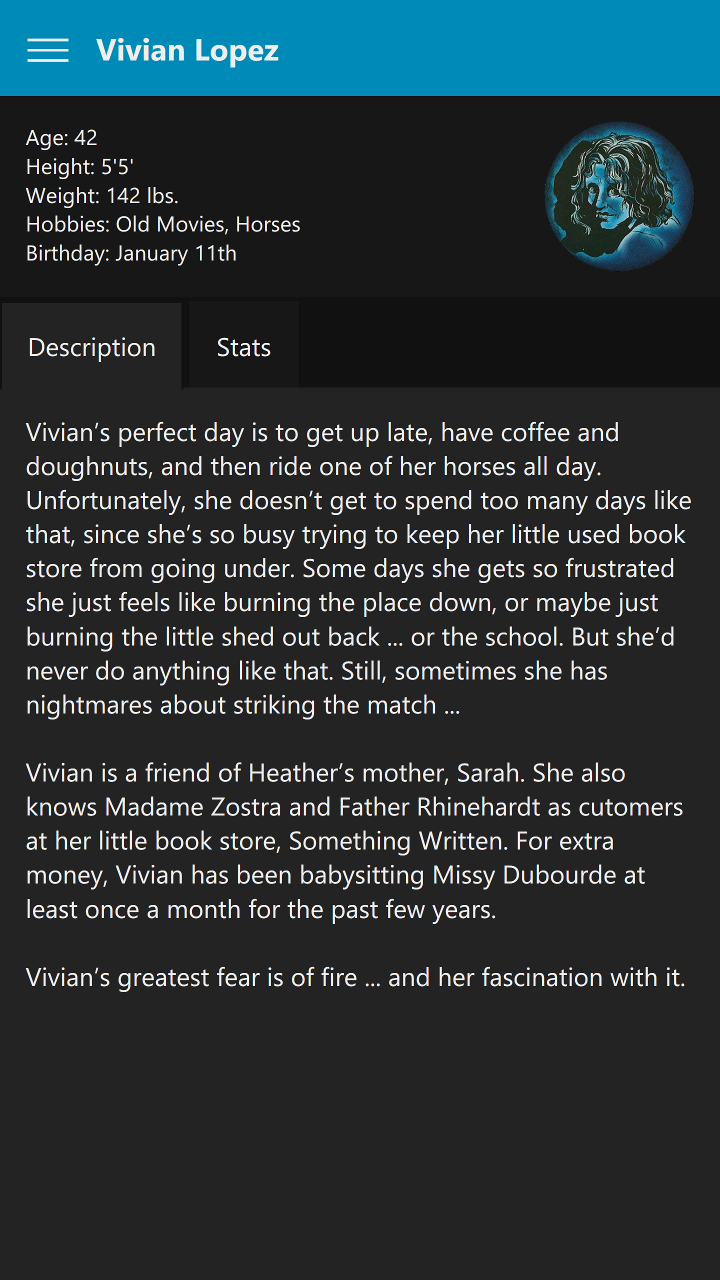 Vivian Lopez
Age: 42
Height: 5'5'
Weight: 142 lbs.
Hobbies: Old Movies, Horses
Birthday: January 11th
Description
Stats
Vivian’s perfect day is to get up late, have coffee and
doughnuts, and then ride one of her horses all day.
Unfortunately, she doesn’t get to spend too many days like
that, since she’s so busy trying to keep her little used book
store from going under. Some days she gets so frustrated
she just feels like burning the place down, or maybe just
burning the little shed out back ... or the school. But she’d
never do anything like that. Still, sometimes she has
nightmares about striking the match ...
Vivian is a friend of Heather’s mother, Sarah. She also
knows Madame Zostra and Father Rhinehardt as cutomers
at her little book store, Something Written. For extra
money, Vivian has been babysitting Missy Dubourde at
least once a month for the past few years.
Vivian’s greatest fear is of fire ... and her fascination with it.